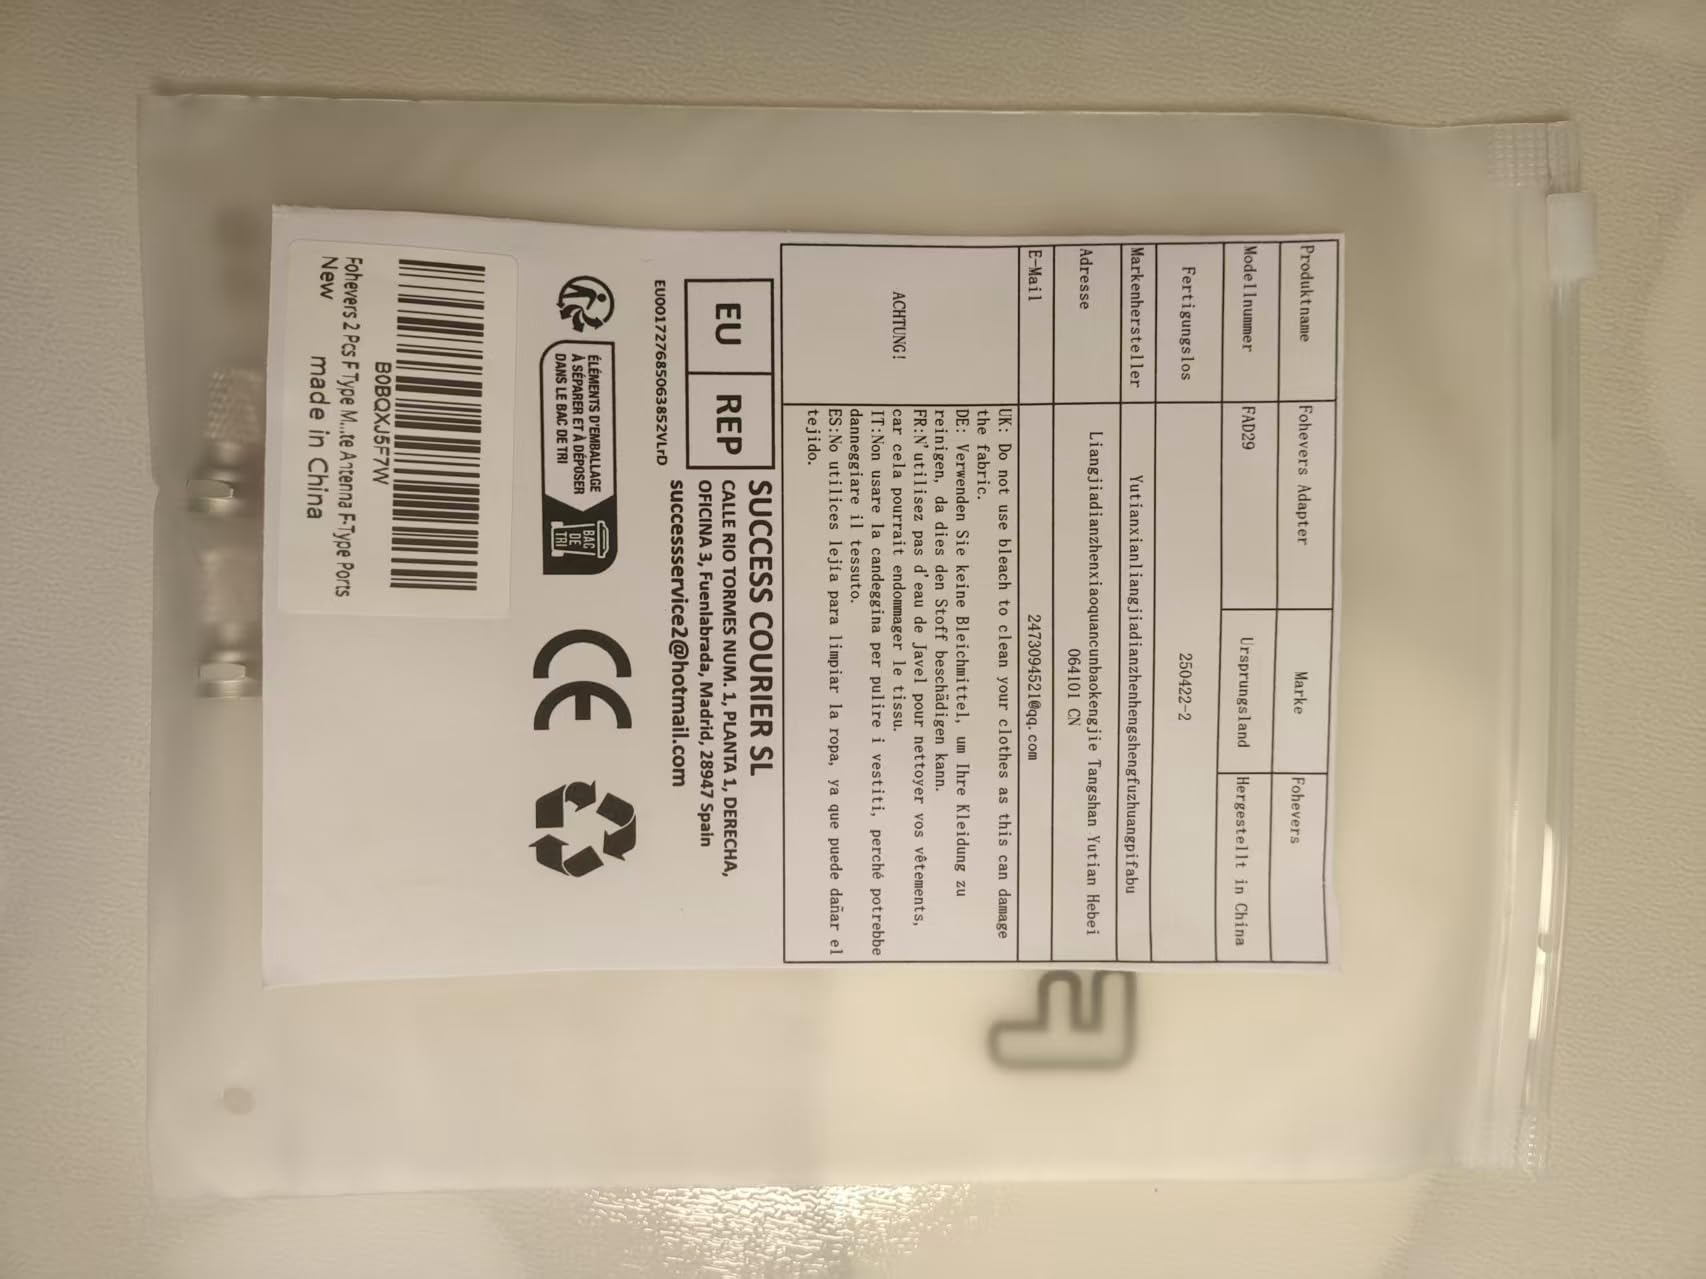 Produktname Fohevers Adapter Marke Fohevers
Modellnummer FAD29 Ursprungsland Hergestellt in China
Fertigungslos 250422-2
Markenhersteller Yutianxianliangjiadianzhenhengshengfuzhuangpifabu
Adresse Liangjiadianzhenxiaoquancunbaokengjie Tangshan Yutian Hebei
064101 CN
E-Mail 2473094521@qq.com
ACHTUNG!
UK: Do not use bleach to clean your clothes as this can damage
the fabric.
DE: Verwenden Sie keine Bleichmittel, um Ihre Kleidung zu
reinigen, da dies den Stoff beschädigen kann.
FR:N'utilisez pas d'eau de Javel pour nettoyer vos vêtements,
car cela pourrait endommager le tissu.
IT:Non usare la candeggina per pulire i vestiti, perché potrebbe
danneggiare il tessuto.
ES:No utilices lejía para limpiar la ropa, ya que puede dañar el
tejido.
EU REP
SUCCESS COURIER SL
CALLE RIO TORMES NUM. 1, PLANTA 1, DERECHA,
OFICINA 3, Fuenlabrada, Madrid, 28947 Spain
successservice2@hotmail.com
EU001727685063852VLrD
ÉLÉMENTS D'EMBALLAGE
À SÉPARER ET À DÉPOSER
DANS LE BAC DE TRI
BAC
DE
TRI
CE
B0BQXJ5F7W
Fohevers 2 Pcs F Type M...te Antenna F-Type Ports
New
made in China